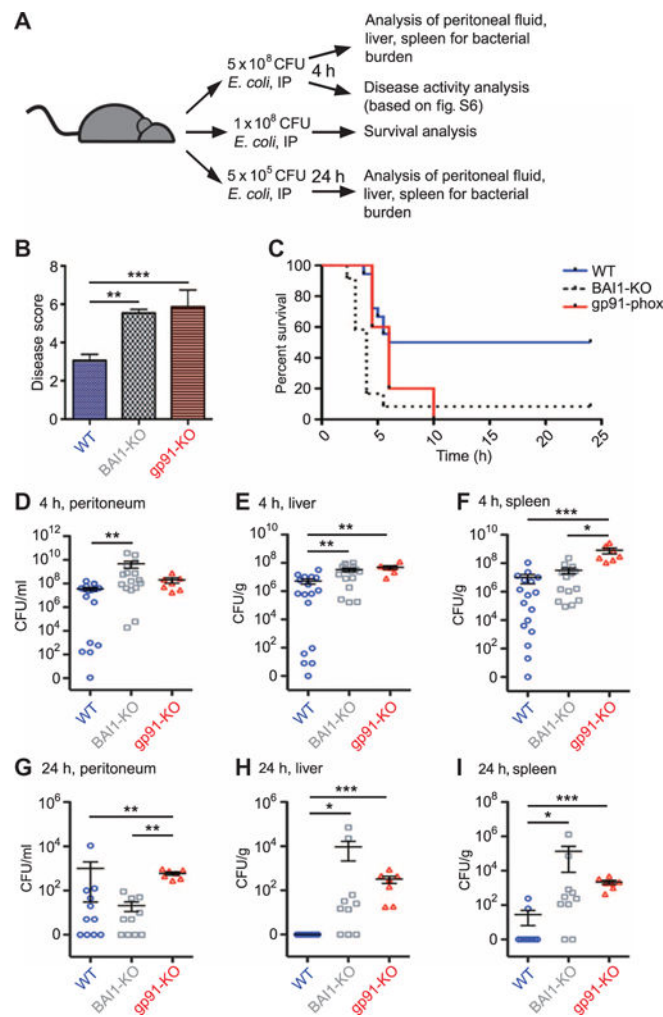 A
5 x 10⁸ CFU
E. coli, IP
4 h
Analysis of peritoneal fluid,
liver, spleen for bacterial
burden
Disease activity analysis
(based on fig. S6)
1 x 10⁸ CFU
E. coli, IP
Survival analysis
5 x 10⁵ CFU
E. coli, IP
24 h
Analysis of peritoneal fluid,
liver, spleen for bacterial
burden
B
Disease score
8
6
4
2
0
***
**
WT
BAI1-KO
gp91-KO
C
Percent survival
100
80
60
40
20
0
0 5 10 15 20 25
Time (h)
WT
BAI1-KO
gp91-phox
D 4 h, peritoneum
CFU/ml
10¹²
10¹⁰
10⁸
10⁶
10⁴
10²
0
**
WT
BAI1-KO
gp91-KO
E 4 h, liver
CFU/g
10¹⁰
10⁸
10⁶
10⁴
10²
0
**
**
WT
BAI1-KO
gp91-KO
F 4 h, spleen
CFU/g
10¹⁰
10⁸
10⁶
10⁴
10²
0
***
*
WT
BAI1-KO
gp91-KO
G 24 h, peritoneum
CFU/ml
10⁶
10⁴
10²
0
**
**
WT
BAI1-KO
gp91-KO
H 24 h, liver
CFU/g
10⁶
10⁴
10²
0
***
*
WT
BAI1-KO
gp91-KO
I 24 h, spleen
CFU/g
10⁸
10⁶
10⁴
10²
0
***
*
WT
BAI1-KO
gp91-KO